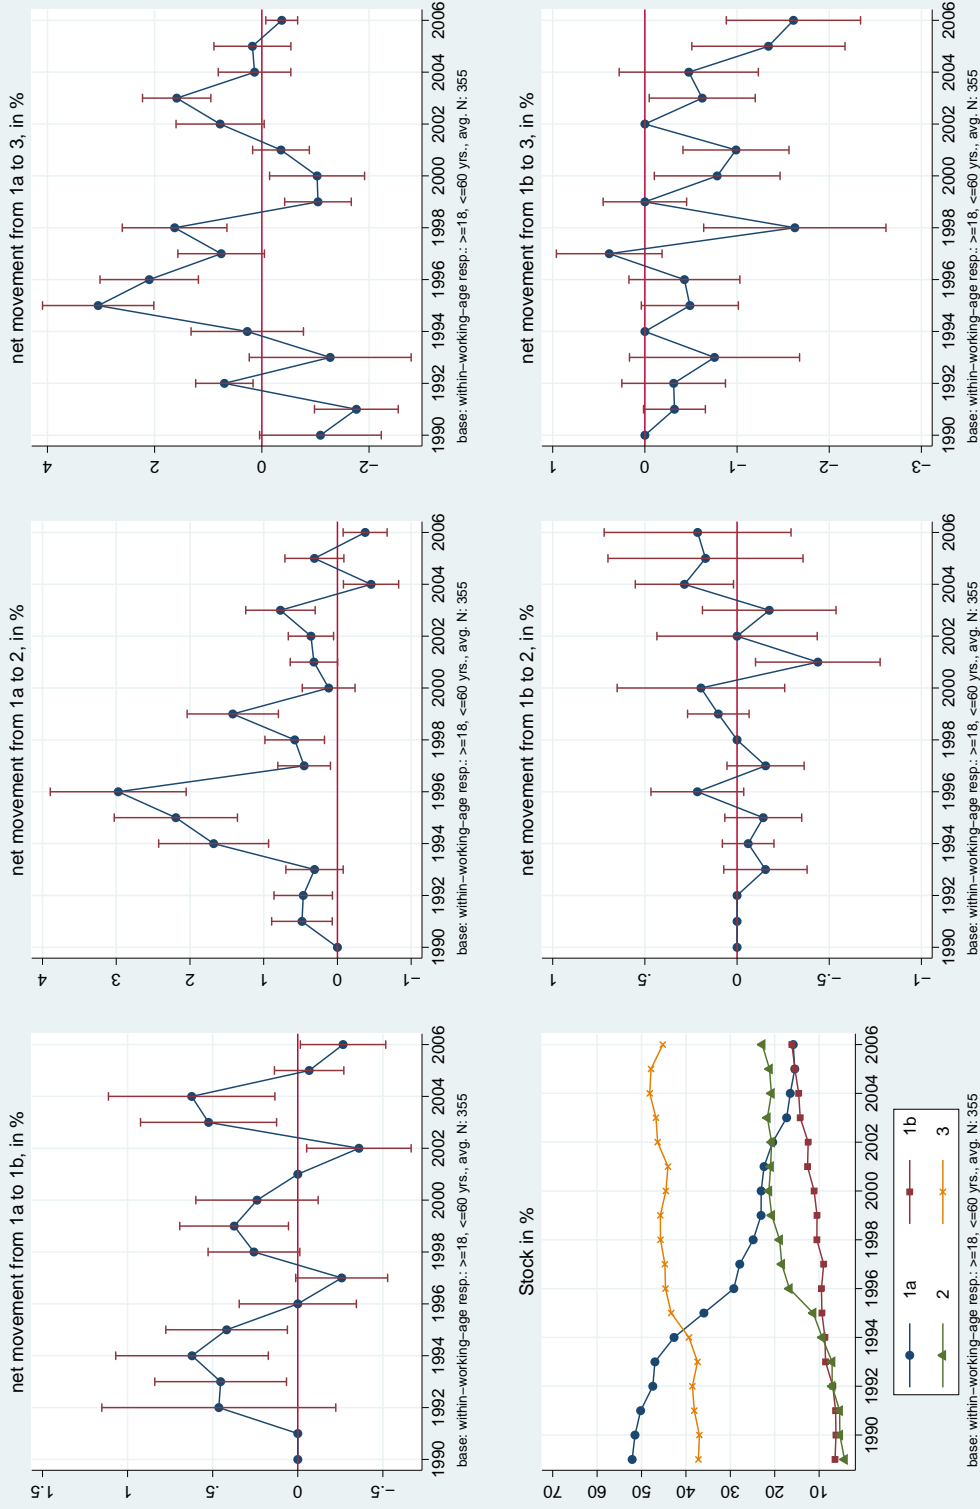 net movement from 1a to 1b, in %
1.5
1
.5
0
−.5
1990 1992 1994 1996 1998 2000 2002 2004 2006
base: within−working−age resp.: >=18, <=60 yrs., avg. N: 355
net movement from 1a to 2, in %
4
3
2
1
0
−1
1990 1992 1994 1996 1998 2000 2002 2004 2006
base: within−working−age resp.: >=18, <=60 yrs., avg. N: 355
net movement from 1a to 3, in %
4
2
0
−2
1990 1992 1994 1996 1998 2000 2002 2004 2006
base: within−working−age resp.: >=18, <=60 yrs., avg. N: 355
Stock in %
70
60
50
40
30
20
10
1990 1992 1994 1996 1998 2000 2002 2004 2006
1a 1b
2 3
base: within−working−age resp.: >=18, <=60 yrs., avg. N: 355
net movement from 1b to 2, in %
1
.5
0
−.5
−1
1990 1992 1994 1996 1998 2000 2002 2004 2006
base: within−working−age resp.: >=18, <=60 yrs., avg. N: 355
net movement from 1b to 3, in %
1
0
−1
−2
−3
1990 1992 1994 1996 1998 2000 2002 2004 2006
base: within−working−age resp.: >=18, <=60 yrs., avg. N: 355